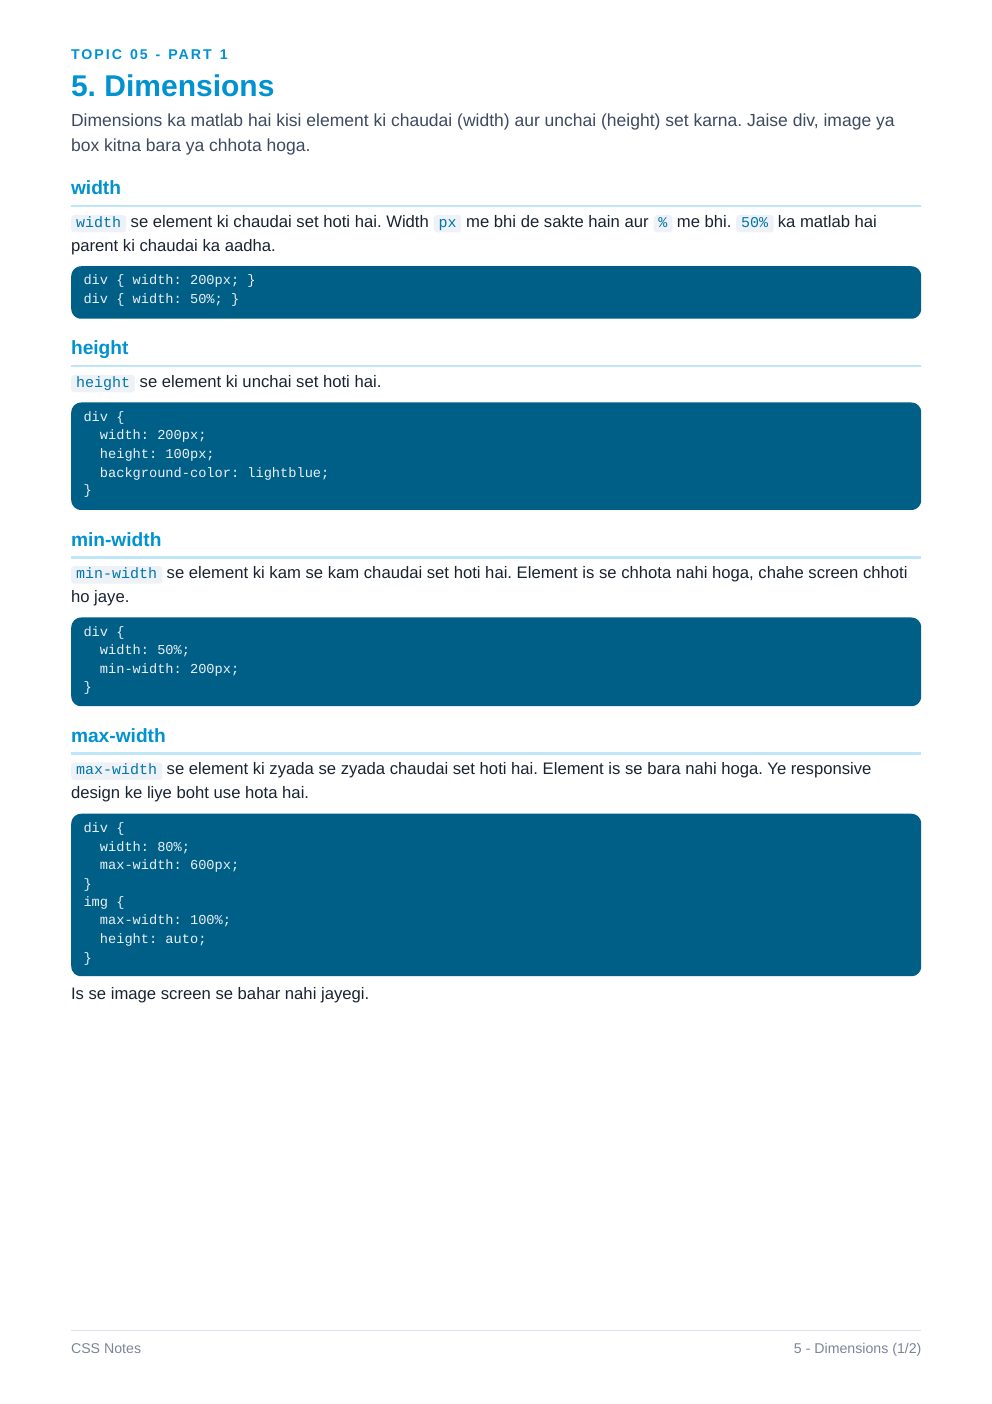 TOPIC 05 - PART 1
5. Dimensions
Dimensions ka matlab hai kisi element ki chaudai (width) aur unchai (height) set karna. Jaise div, image ya
box kitna bara ya chhota hoga.
width
width se element ki chaudai set hoti hai. Width px me bhi de sakte hain aur % me bhi. 50% ka matlab hai
parent ki chaudai ka aadha.
div { width: 200px; }
div { width: 50%; }
height
height se element ki unchai set hoti hai.
div {
  width: 200px;
  height: 100px;
  background-color: lightblue;
}
min-width
min-width se element ki kam se kam chaudai set hoti hai. Element is se chhota nahi hoga, chahe screen chhoti
ho jaye.
div {
  width: 50%;
  min-width: 200px;
}
max-width
max-width se element ki zyada se zyada chaudai set hoti hai. Element is se bara nahi hoga. Ye responsive
design ke liye boht use hota hai.
div {
  width: 80%;
  max-width: 600px;
}
img {
  max-width: 100%;
  height: auto;
}
Is se image screen se bahar nahi jayegi.
CSS Notes
5 - Dimensions (1/2)